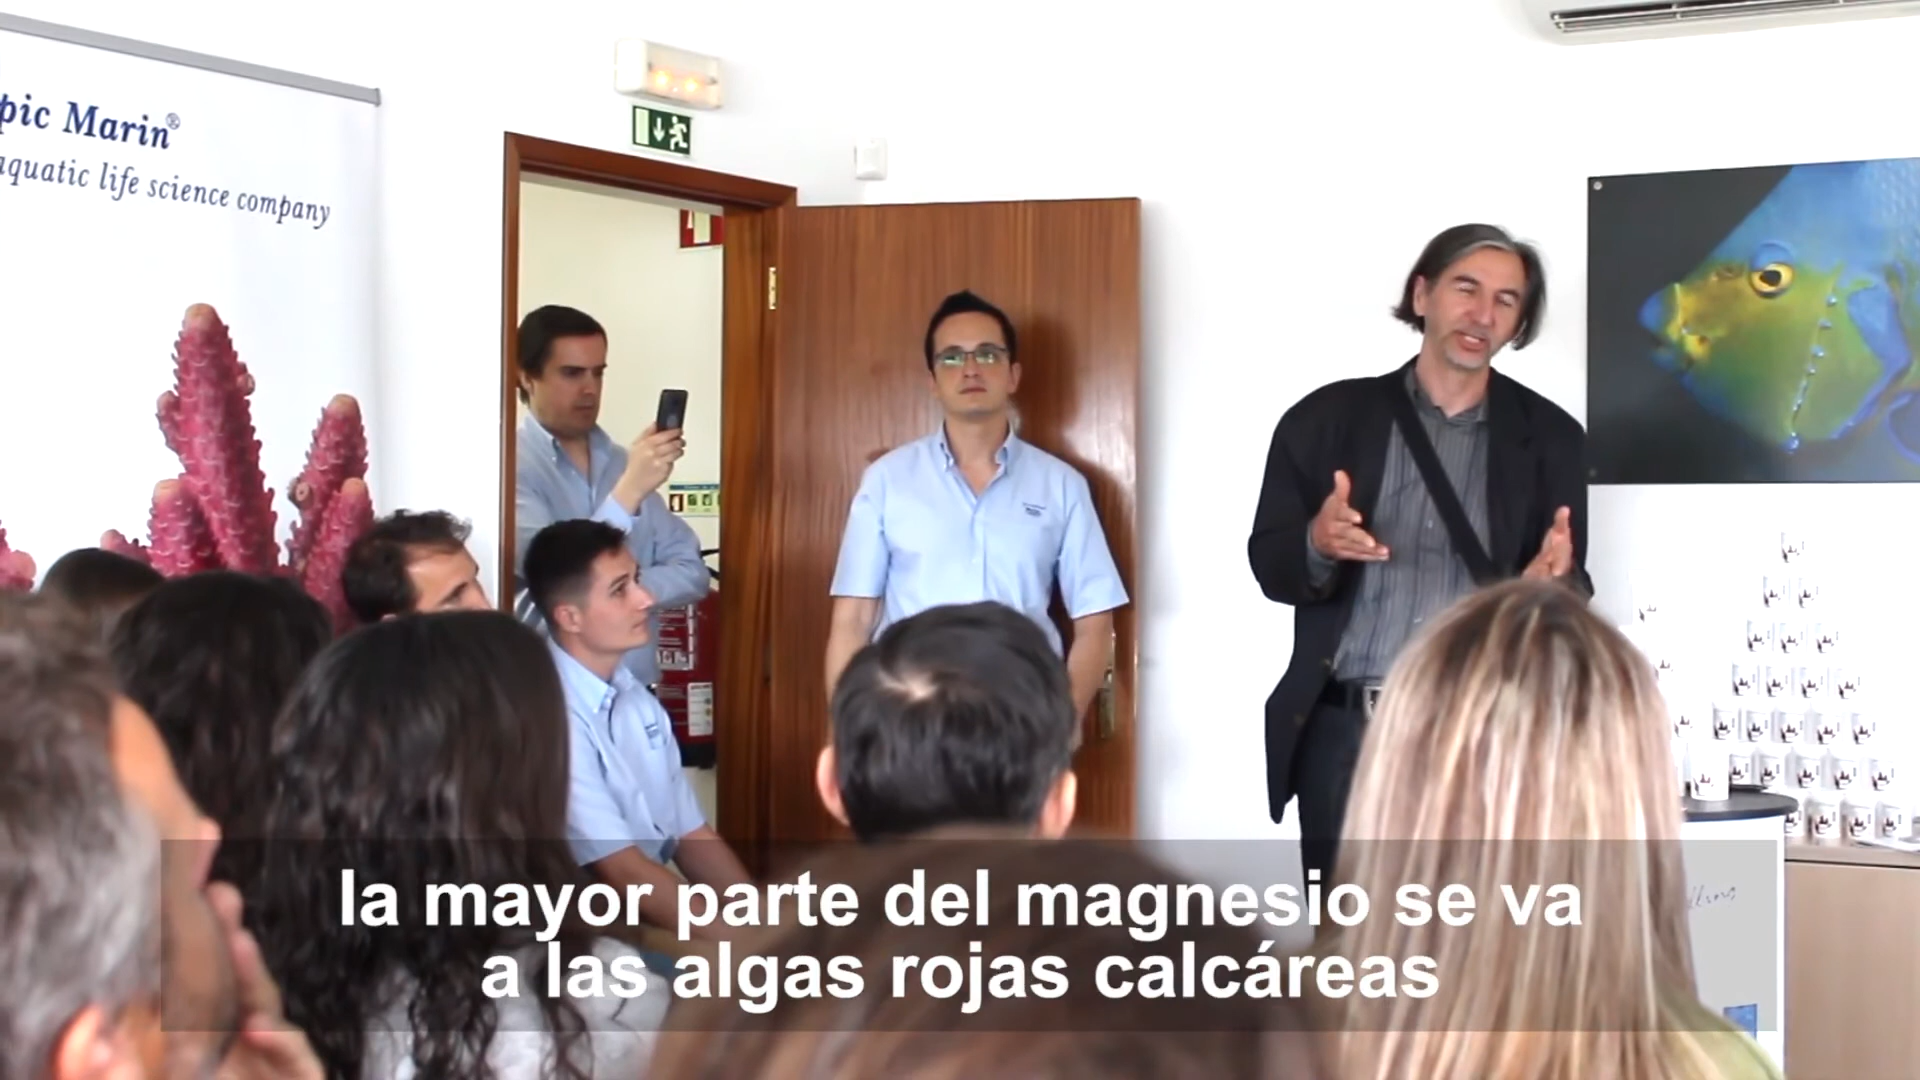 pic Marin®
aquatic life science company
la mayor parte del magnesio se va
a las algas rojas calcáreas